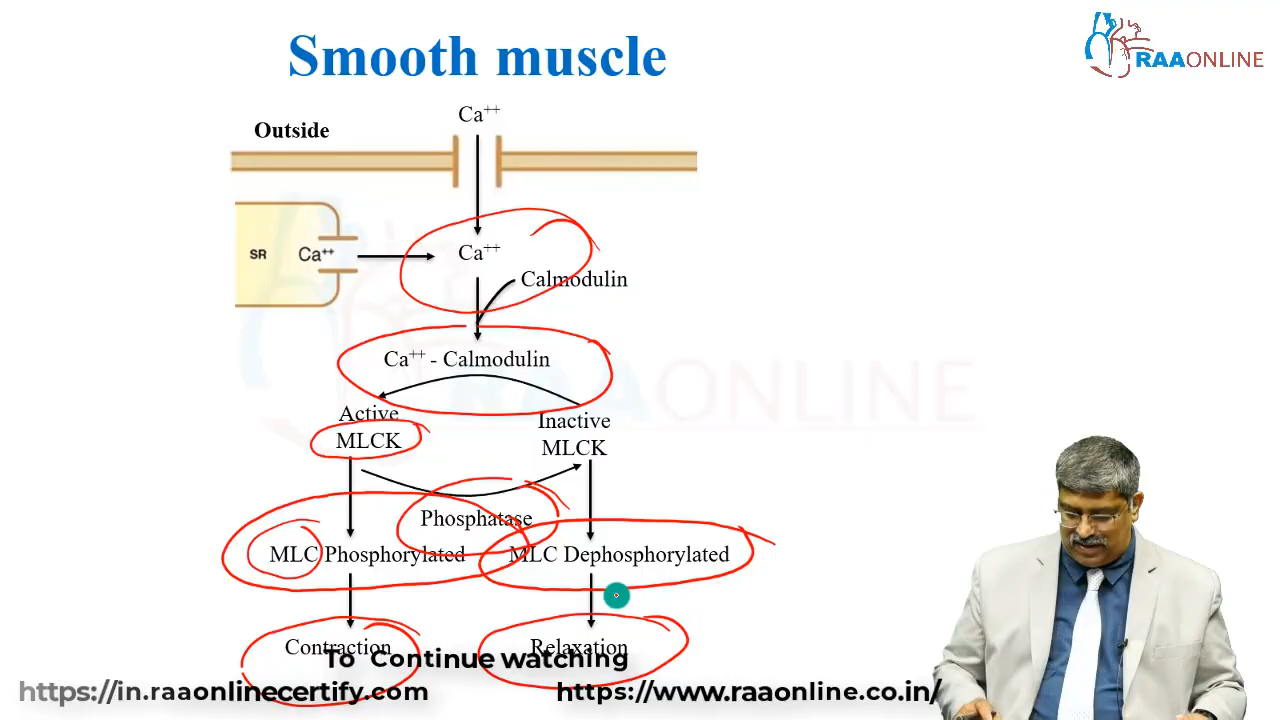 Smooth muscle
RAAONLINE
Ca++
Outside
SR
Ca++
Ca++
Calmodulin
Ca++ - Calmodulin
RAAONLINE
Active
MLCK
Inactive
MLCK
Phosphatase
MLC Phosphorylated
MLC Dephosphorylated
Contraction
Relaxation
To Continue watching
https://in.raaonlinecertify.com
https://www.raaonline.co.in/